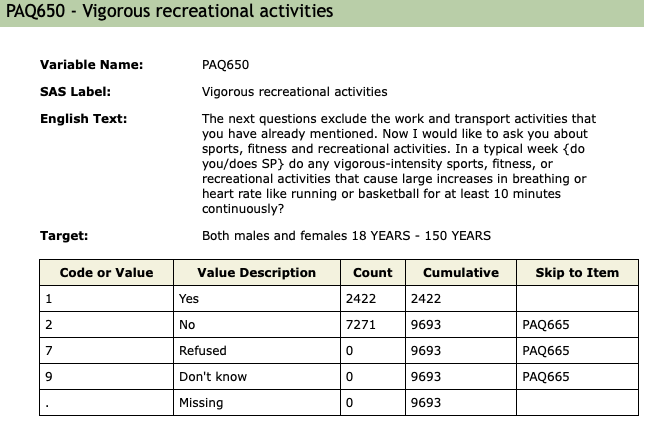 PAQ650 - Vigorous recreational activities
Variable Name: PAQ650
SAS Label: Vigorous recreational activities
English Text: The next questions exclude the work and transport activities that
you have already mentioned. Now I would like to ask you about
sports, fitness and recreational activities. In a typical week {do
you/does SP} do any vigorous-intensity sports, fitness, or
recreational activities that cause large increases in breathing or
heart rate like running or basketball for at least 10 minutes
continuously?
Target: Both males and females 18 YEARS - 150 YEARS
Code or Value Value Description Count Cumulative Skip to Item
1 Yes 2422 2422
2 No 7271 9693 PAQ665
7 Refused 0 9693 PAQ665
9 Don't know 0 9693 PAQ665
. Missing 0 9693